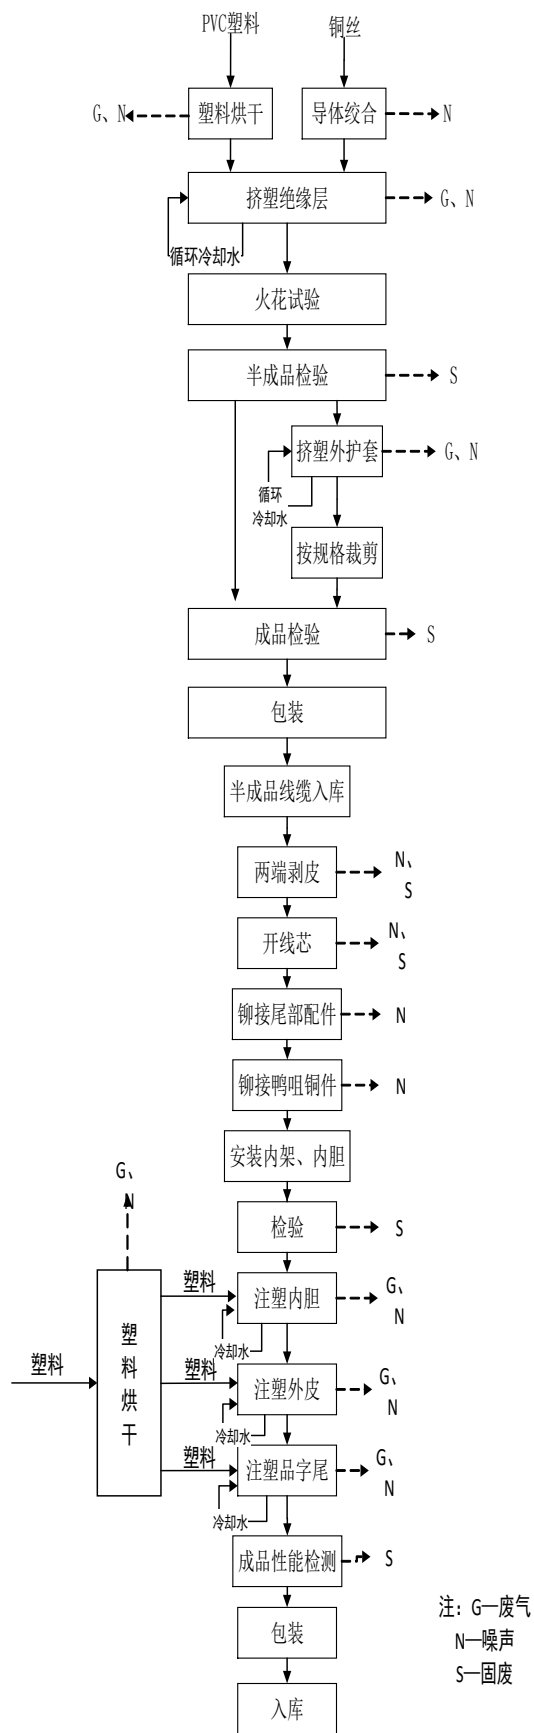 PVC塑料
铜丝
G、N
塑料烘干
导体绞合
N
挤塑绝缘层
G、N
循环冷却水
火花试验
半成品检验
S
挤塑外护套
G、N
循环
冷却水
按规格裁剪
成品检验
S
包装
半成品线缆入库
两端剥皮
N、
S
开线芯
N、
S
铆接尾部配件
N
铆接鸭咀铜件
N
安装内架、内胆
G、
N
检验
S
塑料
注塑内胆
G、
N
冷却水
塑料
塑
料
烘
干
塑料
注塑外皮
G、
N
冷却水
塑料
注塑品字尾
G、
N
冷却水
成品性能检测
S
包装
入库
注：G—废气
N—噪声
S—固废